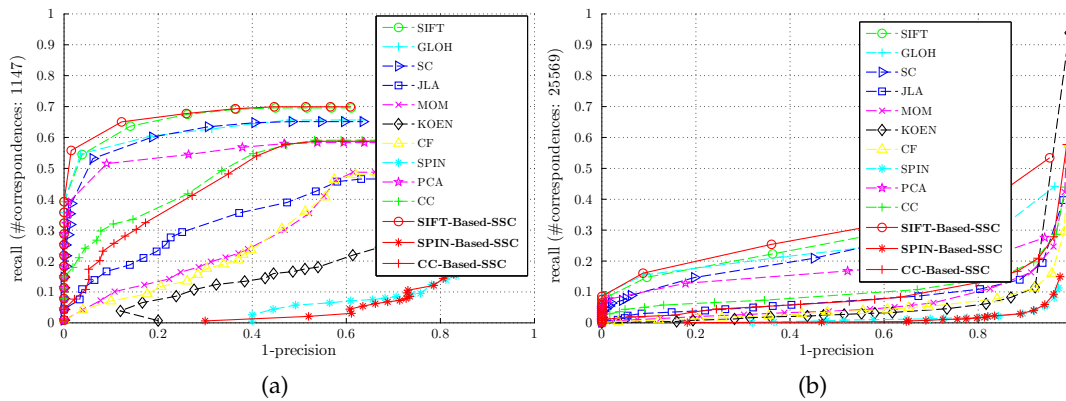 recall (#correspondences: 1147)
1
0.9
0.8
0.7
0.6
0.5
0.4
0.3
0.2
0.1
0
0 0.2 0.4 0.6 0.8 1
1-precision
SIFT
GLOH
SC
JLA
MOM
KOEN
CF
SPIN
PCA
CC
SIFT-Based-SSC
SPIN-Based-SSC
CC-Based-SSC
(a)
recall (#correspondences: 25569)
1
0.9
0.8
0.7
0.6
0.5
0.4
0.3
0.2
0.1
0
0 0.2 0.4 0.6 0.8
1-precision
SIFT
GLOH
SC
JLA
MOM
KOEN
CF
SPIN
PCA
CC
SIFT-Based-SSC
SPIN-Based-SSC
CC-Based-SSC
(b)